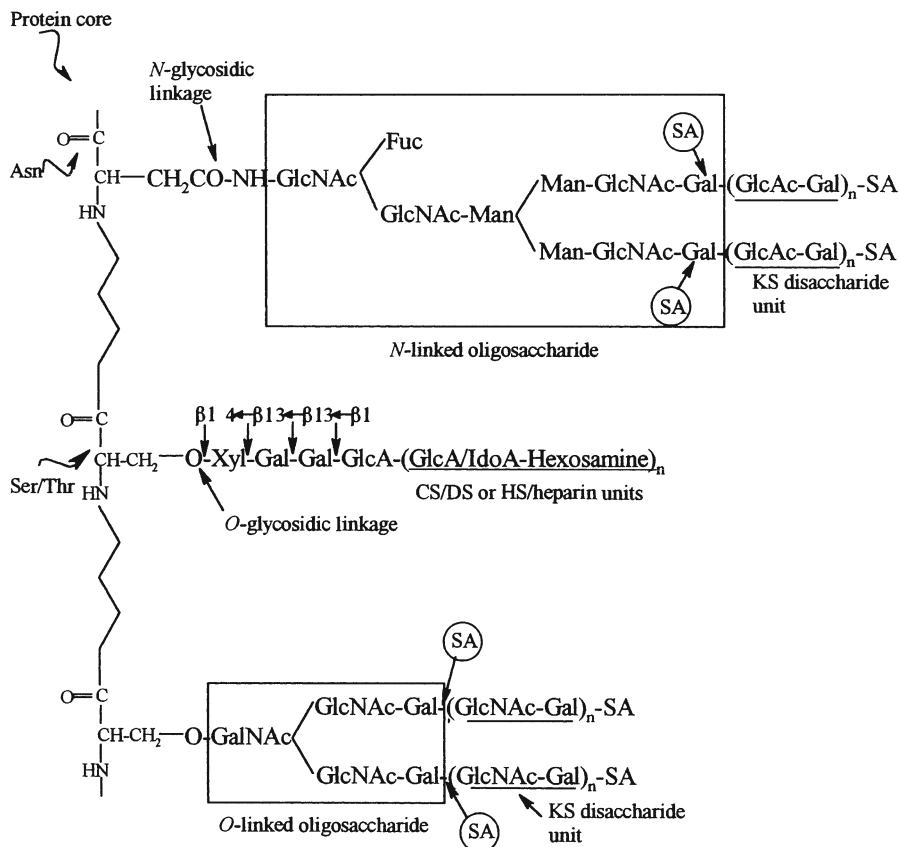 Protein core
N-glycosidic
linkage
SA
Fuc
O=C
Asn
CH—CH2CO-NH-GlcNAc
Man-GlcNAc-Gal-(GlcAc-Gal)n-SA
GlcNAc-Man
HN
Man-GlcNAc-Gal-(GlcAc-Gal)n-SA
KS disaccharide
unit
SA
N-linked oligosaccharide
β1 4 β13 β13 β1
O=C
CH-CH2—O-Xyl-Gal-Gal-GlcA-(GlcA/IdoA-Hexosamine)n
Ser/Thr
HN
CS/DS or HS/heparin units
O-glycosidic linkage
SA
O=C
GlcNAc-Gal-(GlcNAc-Gal)n-SA
CH-CH2—O-GalNAc
HN
GlcNAc-Gal-(GlcNAc-Gal)n-SA
KS disaccharide
unit
O-linked oligosaccharide
SA